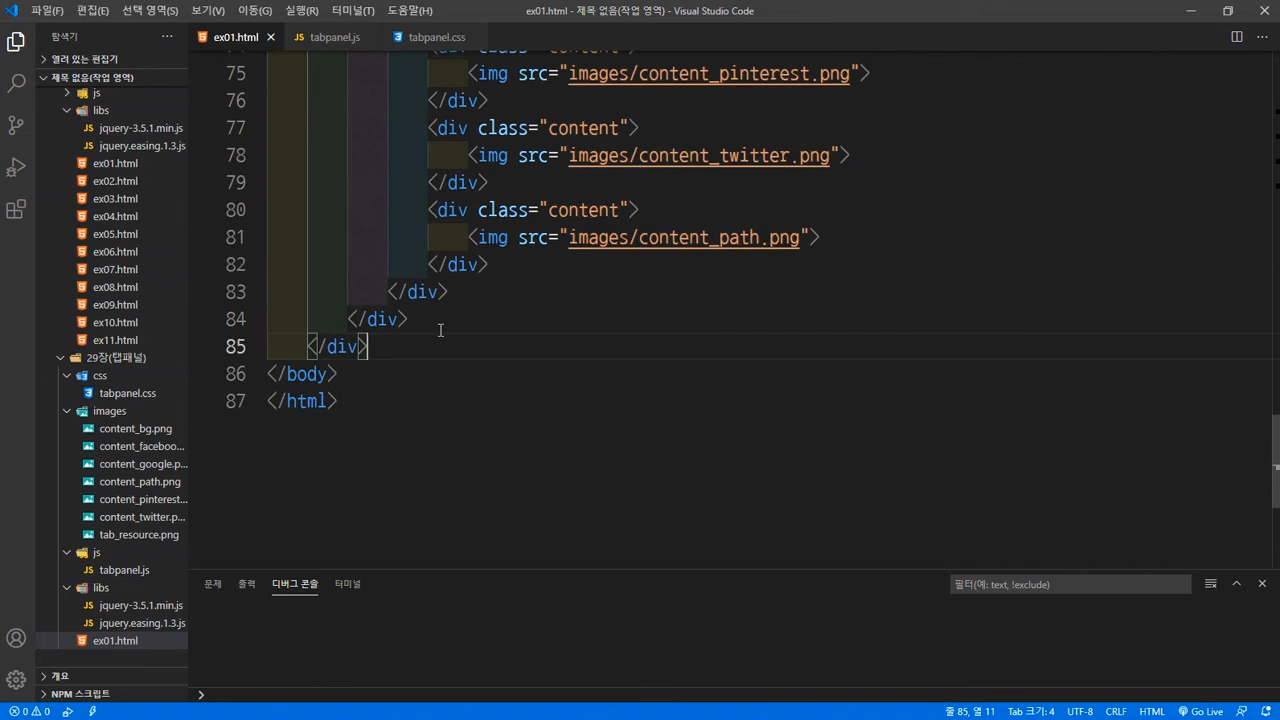 파일(F) 편집(E) 선택 영역(S) 보기(V) 이동(G) 실행(R) 터미널(T) 도움말(H) ex01.html - 제목 없음(작업 영역) - Visual Studio Code
탐색기
열려 있는 편집기
제목 없음(작업 영역)
js
libs
jquery-3.5.1.min.js
jquery.easing.1.3.js
ex01.html
ex02.html
ex03.html
ex04.html
ex05.html
ex06.html
ex07.html
ex08.html
ex09.html
ex10.html
ex11.html
29장(탭패널)
css
tabpanel.css
images
content_bg.png
content_faceboo...
content_google.p...
content_path.png
content_pinterest...
content_twitter.p...
tab_resource.png
js
tabpanel.js
libs
jquery-3.5.1.min.js
jquery.easing.1.3.js
ex01.html
개요
NPM 스크립트
ex01.html tabpanel.js tabpanel.css
75 <img src="images/content_pinterest.png">
76 </div>
77 <div class="content">
78 <img src="images/content_twitter.png">
79 </div>
80 <div class="content">
81 <img src="images/content_path.png">
82 </div>
83 </div>
84 </div>
85 </div>
86 </body>
87 </html>
문제 출력 디버그 콘솔 터미널 필터(예: text, !exclude)
0 0 줄 85, 열 11 Tab 크기: 4 UTF-8 CRLF HTML Go Live